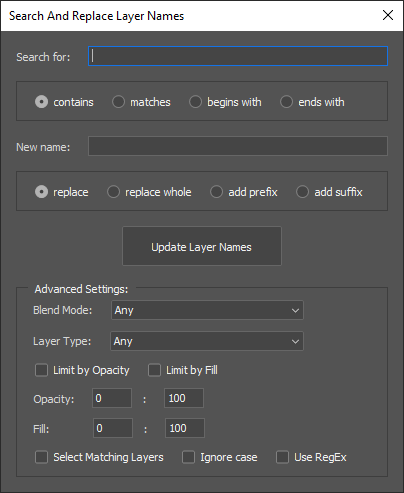 Search And Replace Layer Names
Search for:
contains matches begins with ends with
New name:
replace replace whole add prefix add suffix
Update Layer Names
Advanced Settings:
Blend Mode: Any
Layer Type: Any
Limit by Opacity Limit by Fill
Opacity: 0 : 100
Fill: 0 : 100
Select Matching Layers Ignore case Use RegEx